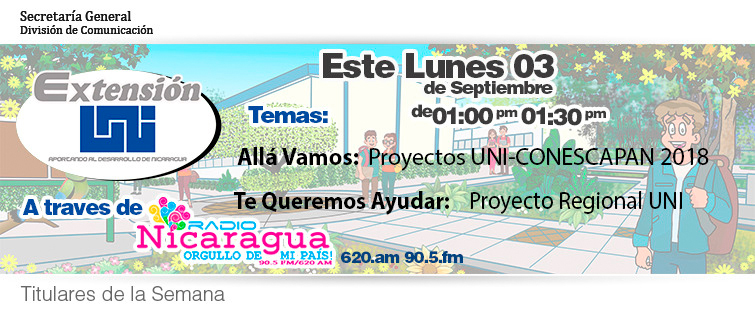 Secretaría General
División de Comunicación
Extensión
UNI
APORTANDO AL DESARROLLO DE NICARAGUA
Este Lunes 03
de Septiembre
de 01:00 pm 01:30 pm
Temas:
Allá Vamos: Proyectos UNI-CONESCAPAN 2018
Te Queremos Ayudar: Proyecto Regional UNI
A traves de
RADIO
Nicaragua
ORGULLO DE MI PAÍS!
90.5 FM/620 AM
620.am 90.5.fm
Titulares de la Semana